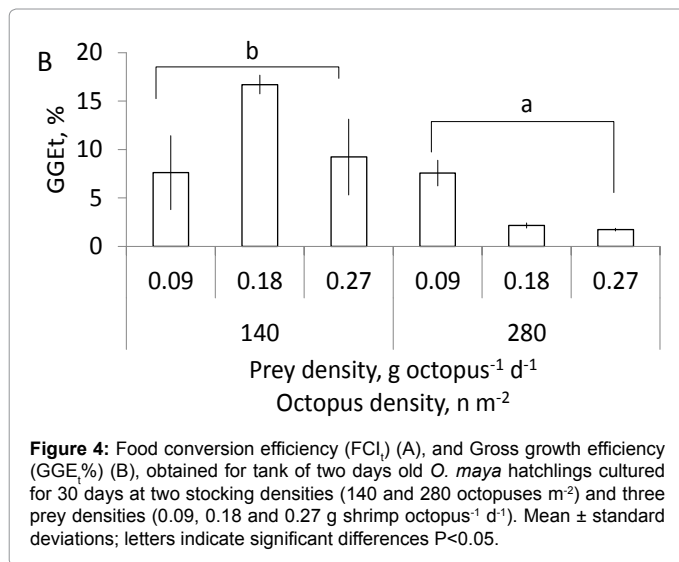 B
GGEt, %
20
15
10
5
0
b
a
0.09 0.18 0.27 0.09 0.18 0.27
140 280
Prey density, g octopus⁻¹ d⁻¹
Octopus density, n m⁻²
Figure 4: Food conversion efficiency (FCIₜ) (A), and Gross growth efficiency
(GGEₜ%) (B), obtained for tank of two days old O. maya hatchlings cultured
for 30 days at two stocking densities (140 and 280 octopuses m⁻²) and three
prey densities (0.09, 0.18 and 0.27 g shrimp octopus⁻¹ d⁻¹). Mean ± standard
deviations; letters indicate significant differences P<0.05.